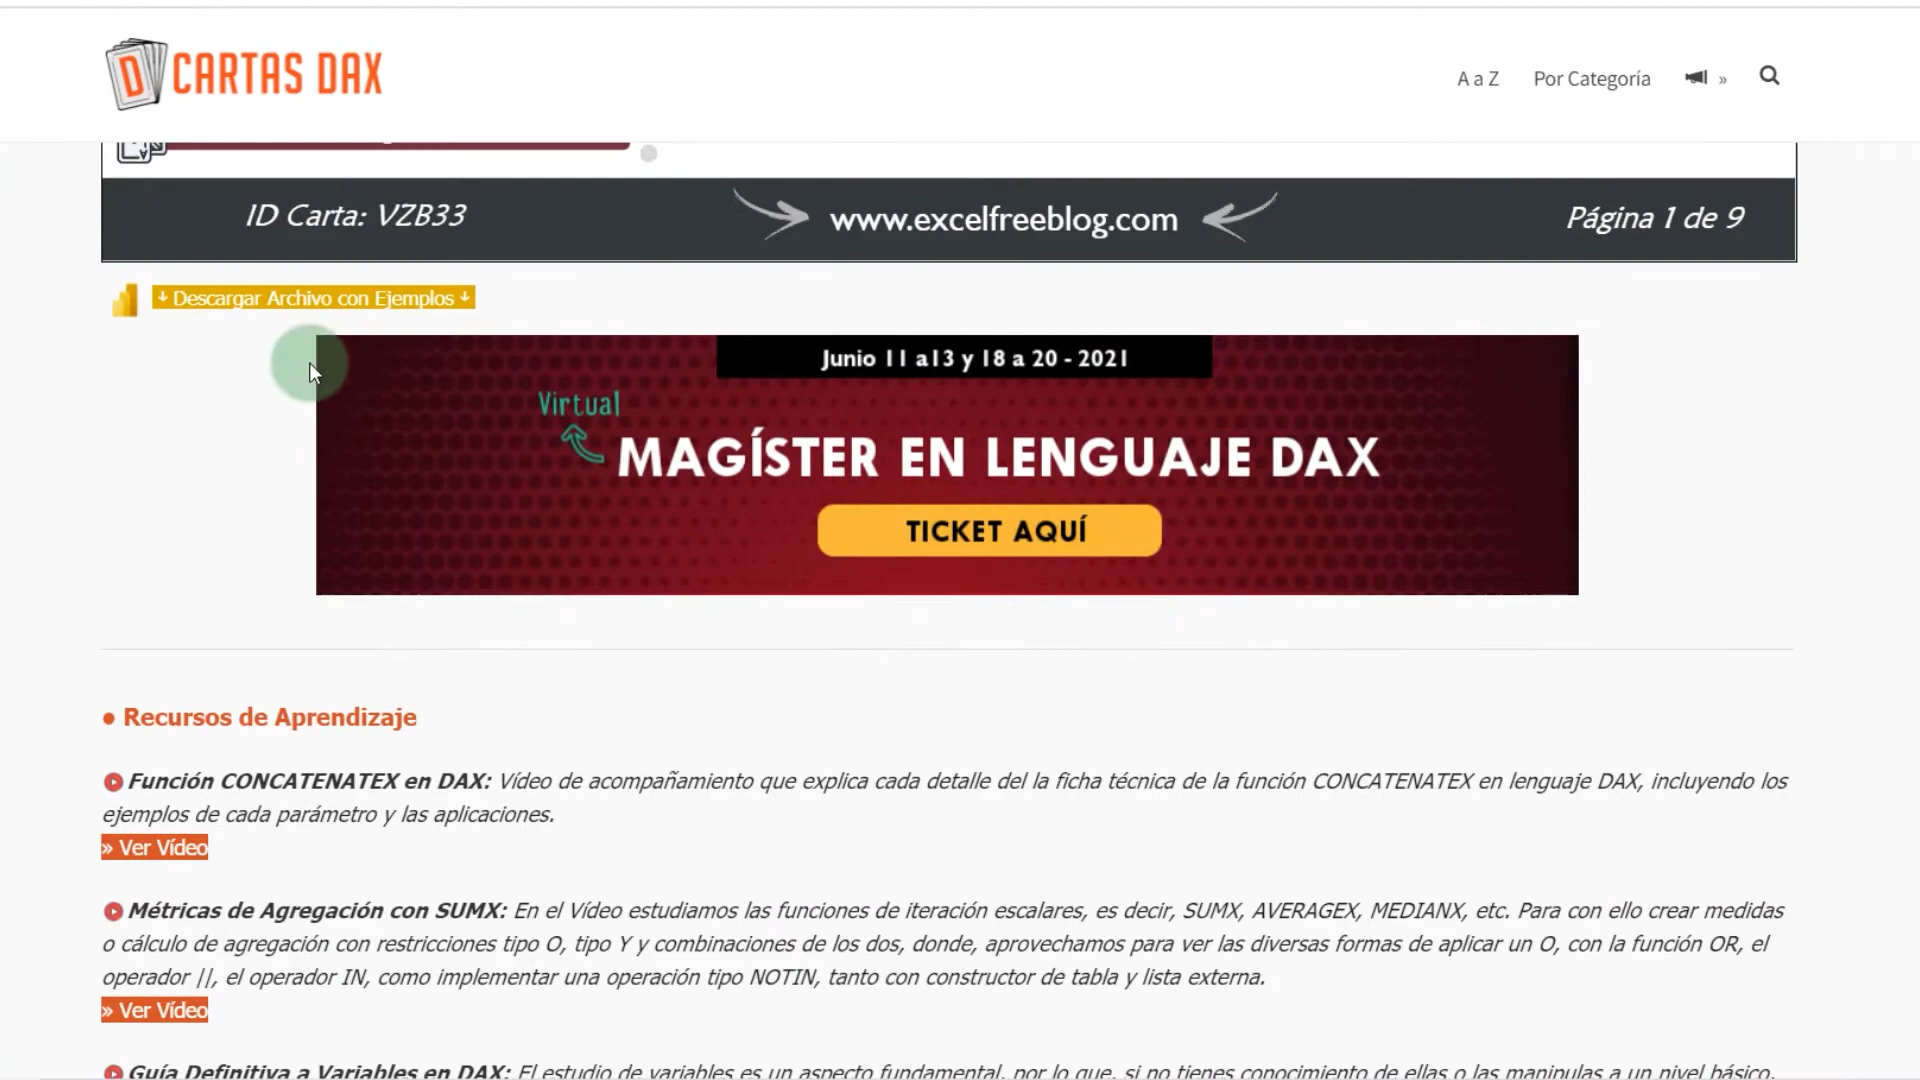 CARTAS DAX
A a Z Por Categoría »
ID Carta: VZB33 www.excelfreeblog.com Página 1 de 9
↓ Descargar Archivo con Ejemplos ↓
Junio 11 a13 y 18 a 20 - 2021
Virtual
MAGÍSTER EN LENGUAJE DAX
TICKET AQUÍ
• Recursos de Aprendizaje
Función CONCATENATEX en DAX: Vídeo de acompañamiento que explica cada detalle del la ficha técnica de la función CONCATENATEX en lenguaje DAX, incluyendo los
ejemplos de cada parámetro y las aplicaciones.
» Ver Vídeo
Métricas de Agregación con SUMX: En el Vídeo estudiamos las funciones de iteración escalares, es decir, SUMX, AVERAGEX, MEDIANX, etc. Para con ello crear medidas
o cálculo de agregación con restricciones tipo O, tipo Y y combinaciones de los dos, donde, aprovechamos para ver las diversas formas de aplicar un O, con la función OR, el
operador ||, el operador IN, como implementar una operación tipo NOTIN, tanto con constructor de tabla y lista externa.
» Ver Vídeo
Guía Definitiva a Variables en DAX: El estudio de variables es un aspecto fundamental, por lo que, si no tienes conocimiento de ellas o las manipulas a un nivel básico,